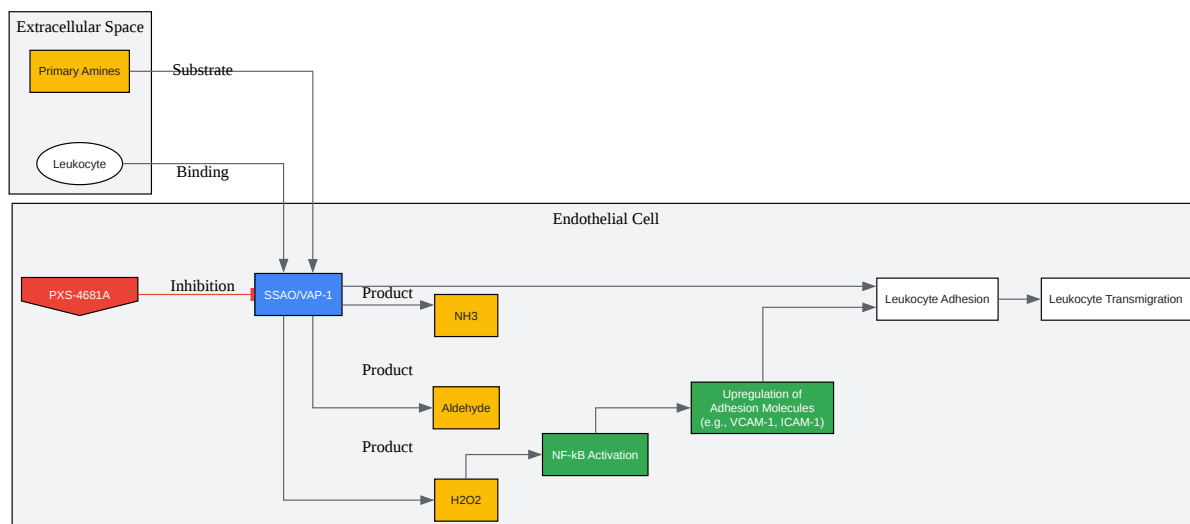 Extracellular Space
Primary Amines
Substrate
Leukocyte
Binding
Endothelial Cell
PXS-4681A
Inhibition
SSAO/VAP-1
Product
NH3
Leukocyte Adhesion
Leukocyte Transmigration
Product
Aldehyde
Upregulation of
Adhesion Molecules
(e.g., VCAM-1, ICAM-1)
Product
NF-kB Activation
H2O2